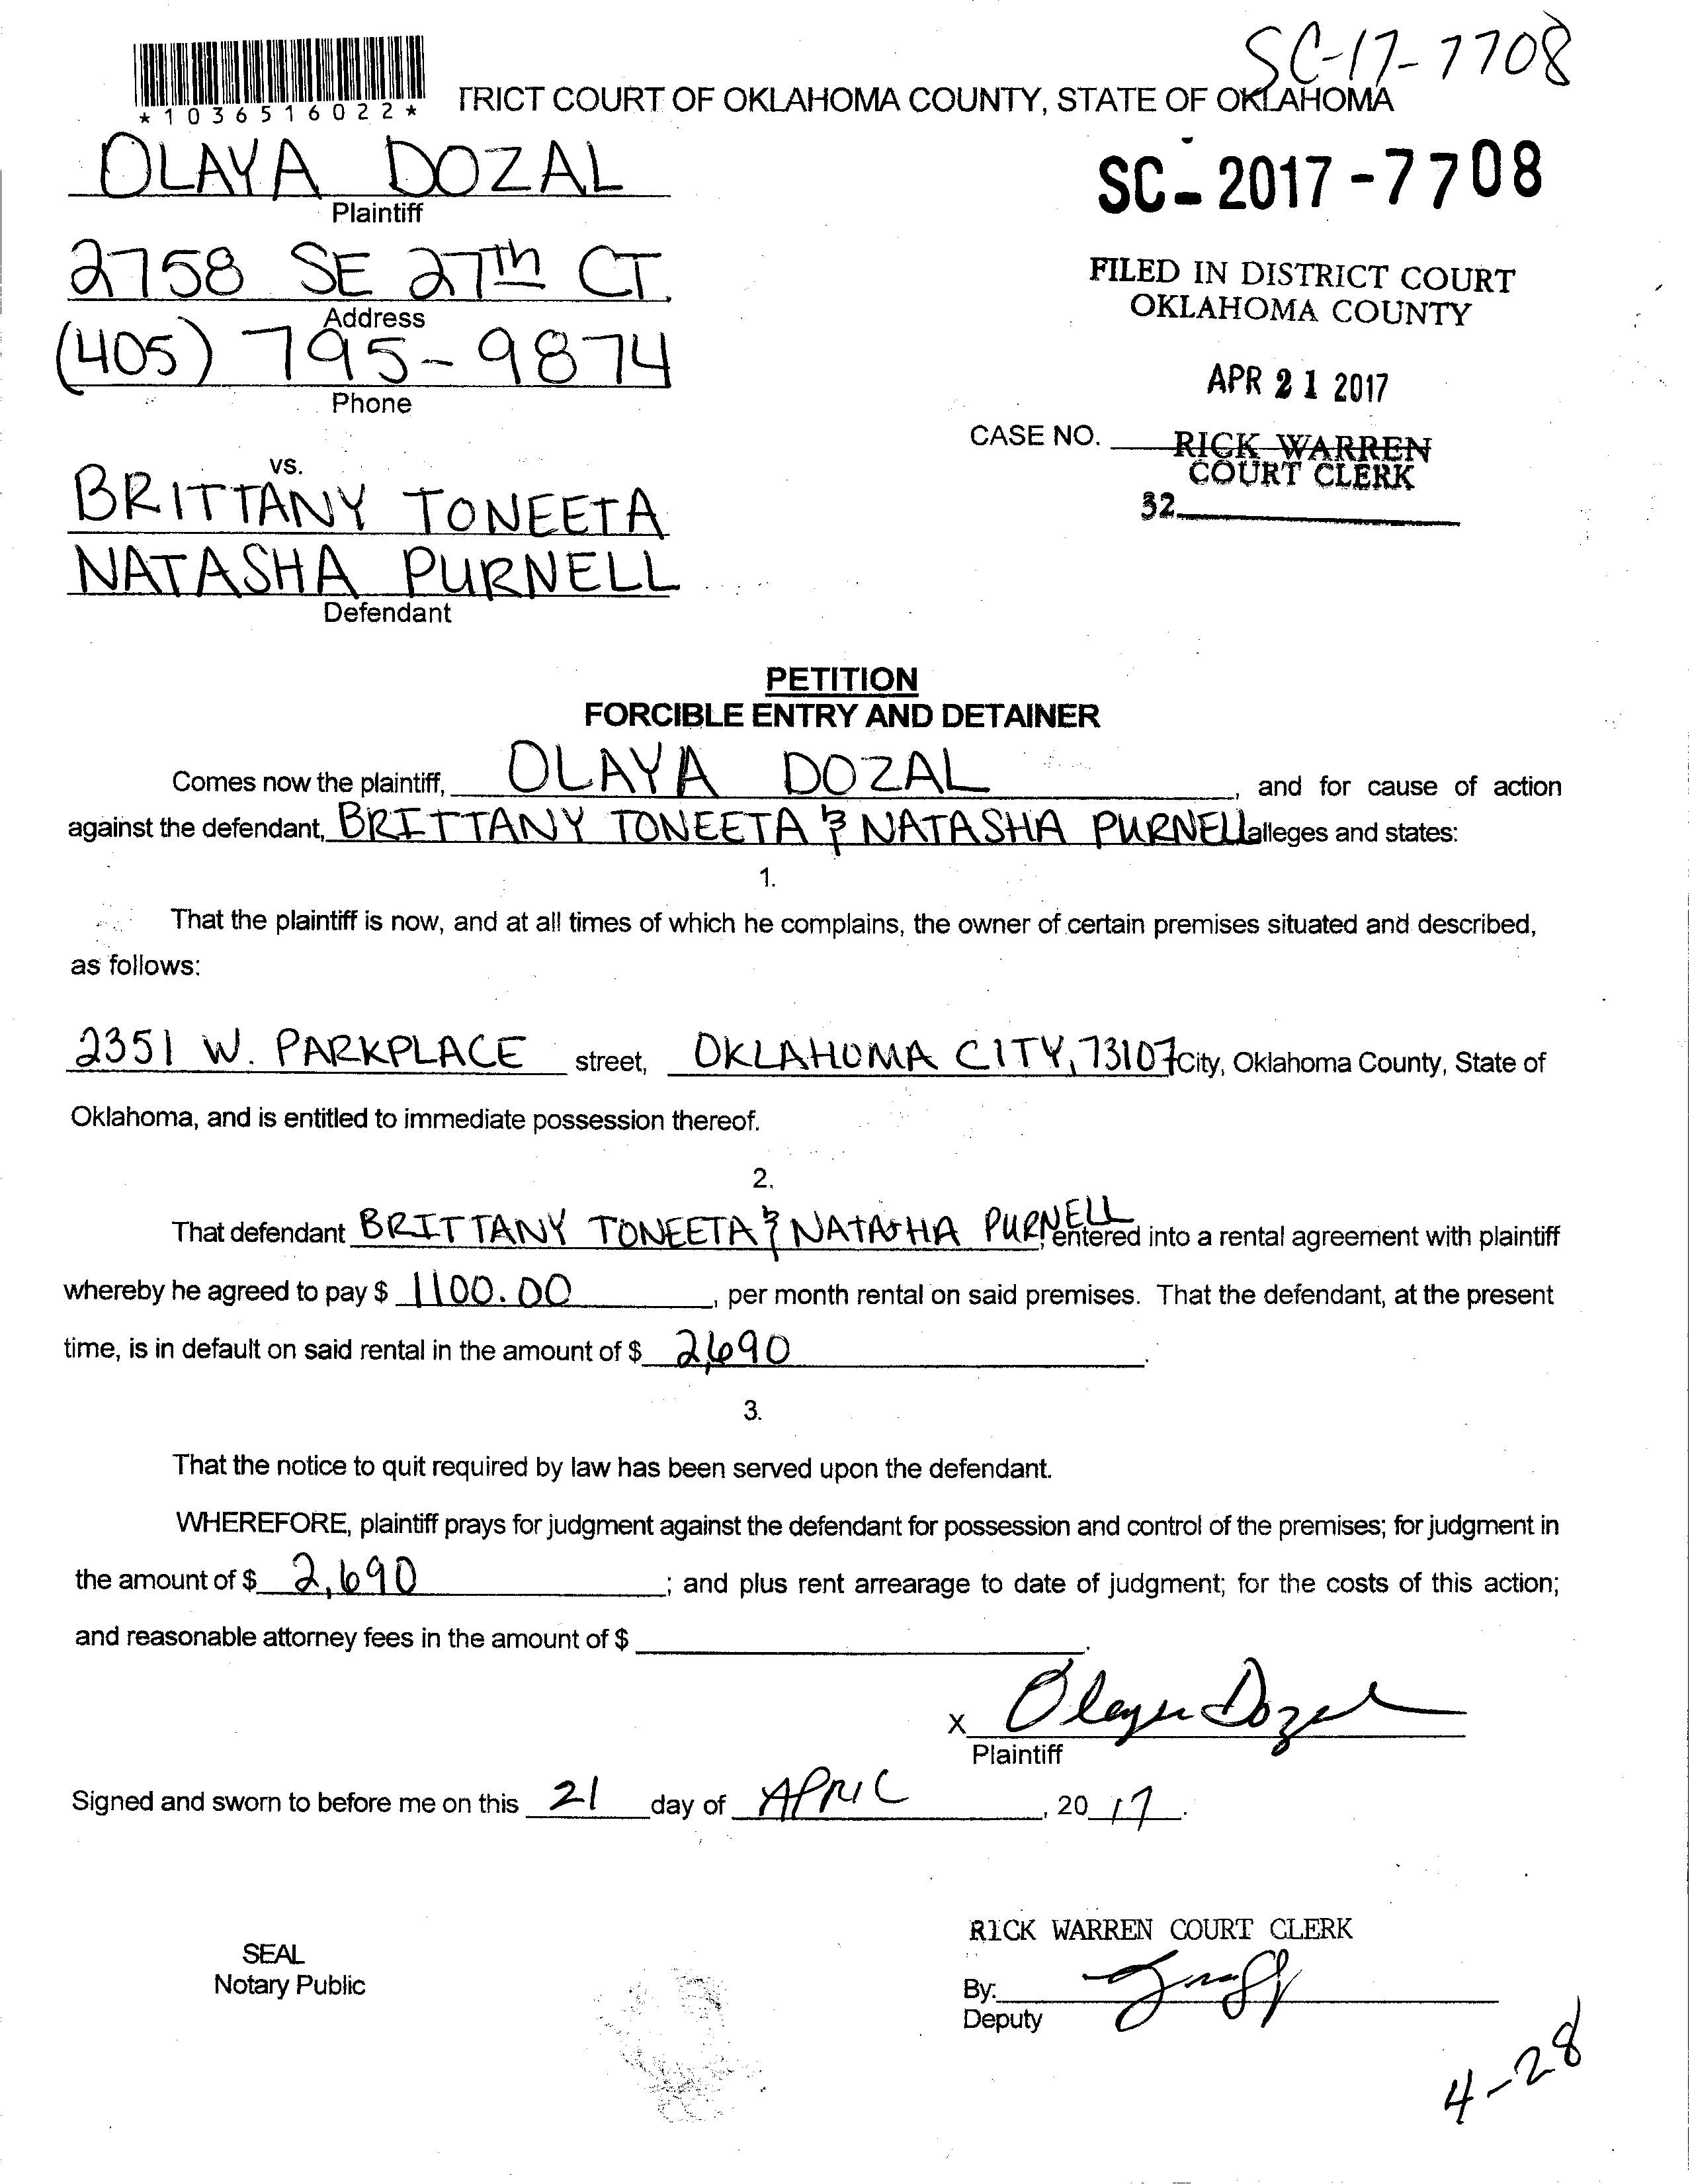 SC-17-7708
*1036516022*
TRICT COURT OF OKLAHOMA COUNTY, STATE OF OKLAHOMA
OLAYA DOZAL
Plaintiff
SC-2017-7708
2758 SE 27th CT.
Address
FILED IN DISTRICT COURT
OKLAHOMA COUNTY
(405) 795-9874
Phone
APR 21 2017
CASE NO.
RICK WARREN
COURT CLERK
32
vs.
BRITTANY TONEETA
NATASHA PURNELL
Defendant
PETITION
FORCIBLE ENTRY AND DETAINER
Comes now the plaintiff, OLAYA DOZAL, and for cause of action
against the defendant, BRITTANY TONEETA & NATASHA PURNELL alleges and states:
1.
That the plaintiff is now, and at all times of which he complains, the owner of certain premises situated and described,
as follows:
2351 W. PARKPLACE street, OKLAHOMA CITY, 73107 City, Oklahoma County, State of
Oklahoma, and is entitled to immediate possession thereof.
2.
That defendant BRITTANY TONEETA & NATASHA PURNELL, entered into a rental agreement with plaintiff
whereby he agreed to pay $ 1100.00, per month rental on said premises. That the defendant, at the present
time, is in default on said rental in the amount of $ 2,690.
3.
That the notice to quit required by law has been served upon the defendant.
WHEREFORE, plaintiff prays for judgment against the defendant for possession and control of the premises; for judgment in
the amount of $ 2,690; and plus rent arrearage to date of judgment; for the costs of this action;
and reasonable attorney fees in the amount of $ .
X Olaya Dozal
Plaintiff
Signed and sworn to before me on this 21 day of APRIL, 20 17.
RICK WARREN COURT CLERK
SEAL
Notary Public
By:
Deputy
4-28